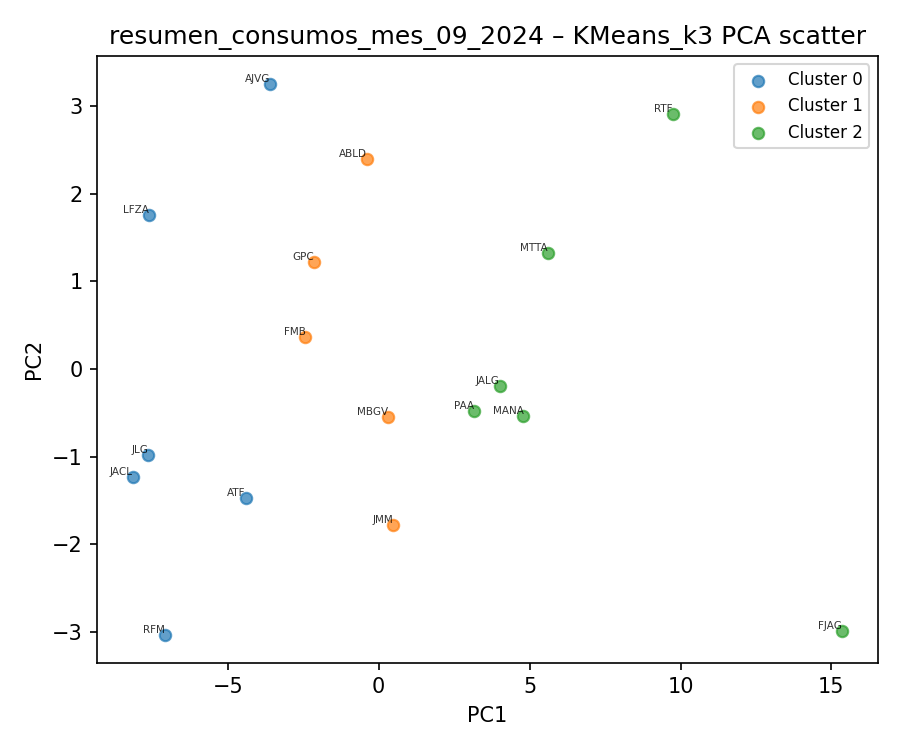 resumen_consumos_mes_09_2024 – KMeans_k3 PCA scatter
Cluster 0
Cluster 1
Cluster 2
AJVG
RTF
ABLD
LFZA
MTTA
GPC
FMB
JALG
PAA
MANA
MBGV
JLG
JACL
ATF
JMM
FJAG
RFM
3
2
1
0
−1
−2
−3
PC2
−5
0
5
10
15
PC1